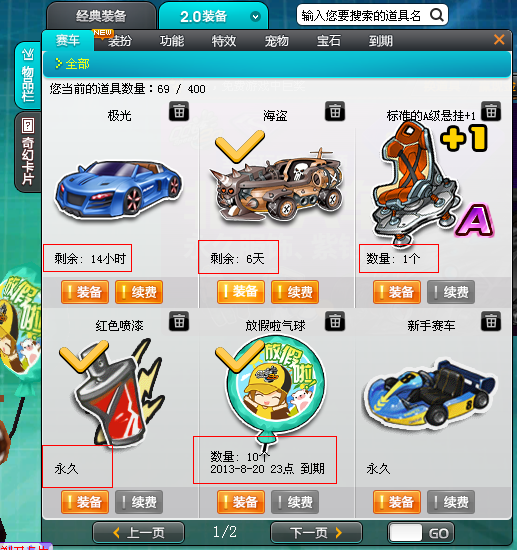 经典装备
2.0装备
输入您要搜索的道具名
物品栏
奇幻卡片
赛车
NEW
装扮
功能
特效
宠物
宝石
到期
全部
您当前的道具数量:69 / 400
极光
海盗
标准的A级悬挂+1
+1
A
剩余: 14小时
剩余: 6天
数量: 1个
装备
续费
装备
续费
装备
续费
红色喷漆
放假啦气球
新手赛车
放假啦
永久
数量: 10个
2013-8-20 23点 到期
永久
装备
续费
装备
续费
装备
续费
上一页
1/2
下一页
GO